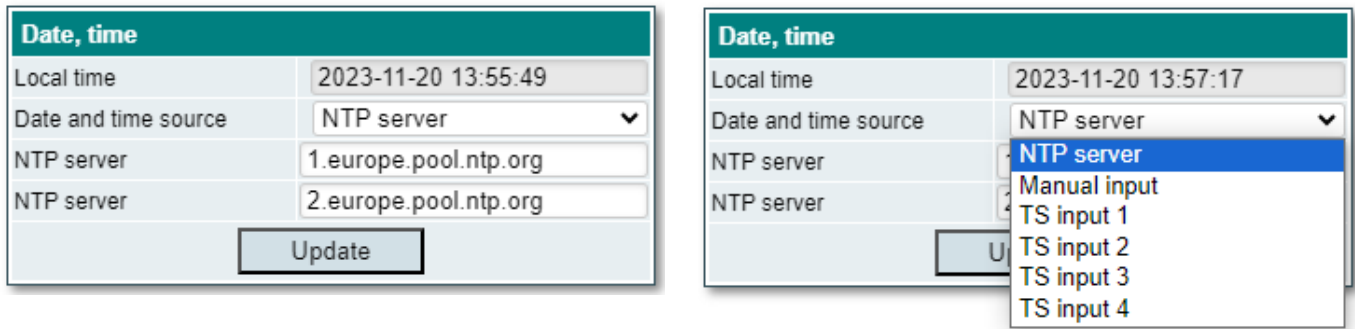 Date, time
Local time 2023-11-20 13:55:49
Date and time source NTP server
NTP server 1.europe.pool.ntp.org
NTP server 2.europe.pool.ntp.org
Update
Date, time
Local time 2023-11-20 13:57:17
Date and time source NTP server
NTP server
NTP server
NTP server
Manual input
TS input 1
TS input 2
TS input 3
TS input 4